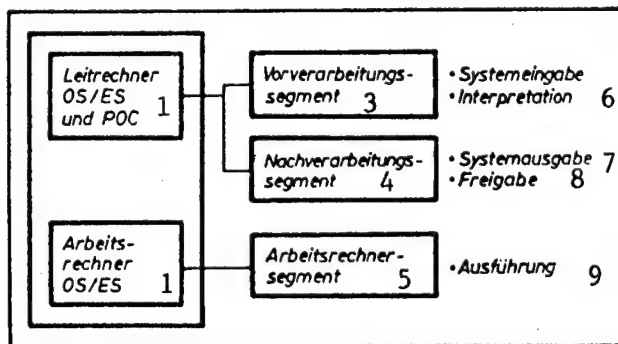 Leitrechner
OS/ES
und POC 1
Vorverarbeitungs-
segment 3
• Systemeingabe
• Interpretation 6
Nachverarbeitungs-
segment 4
• Systemausgabe 7
• Freigabe 8
Arbeits-
rechner
OS/ES 1
Arbeitsrechner-
segment 5
• Ausführung 9